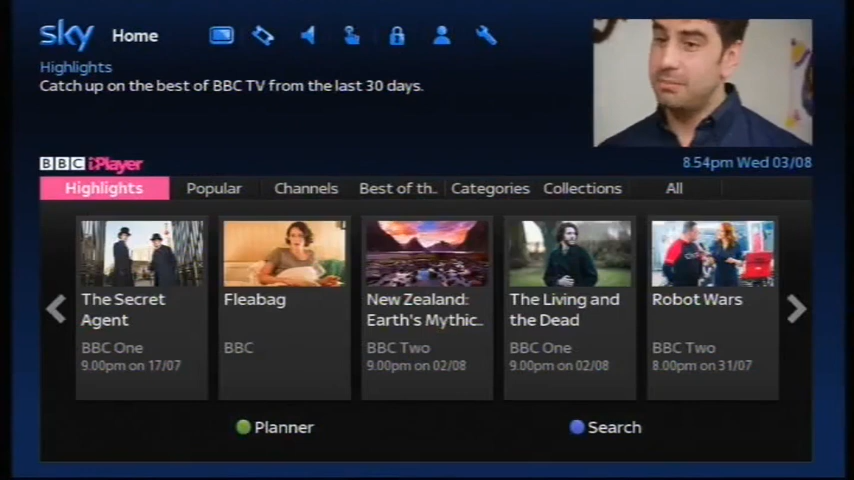 sky Home
Highlights
Catch up on the best of BBC TV from the last 30 days.
BBC iPlayer
8.54pm Wed 03/08
Highlights Popular Channels Best of th.. Categories Collections All
The Secret Agent
BBC One
9.00pm on 17/07
Fleabag
BBC
New Zealand: Earth's Mythic..
BBC Two
9.00pm on 02/08
The Living and the Dead
BBC One
9.00pm on 02/08
Robot Wars
BBC Two
8.00pm on 31/07
Planner
Search